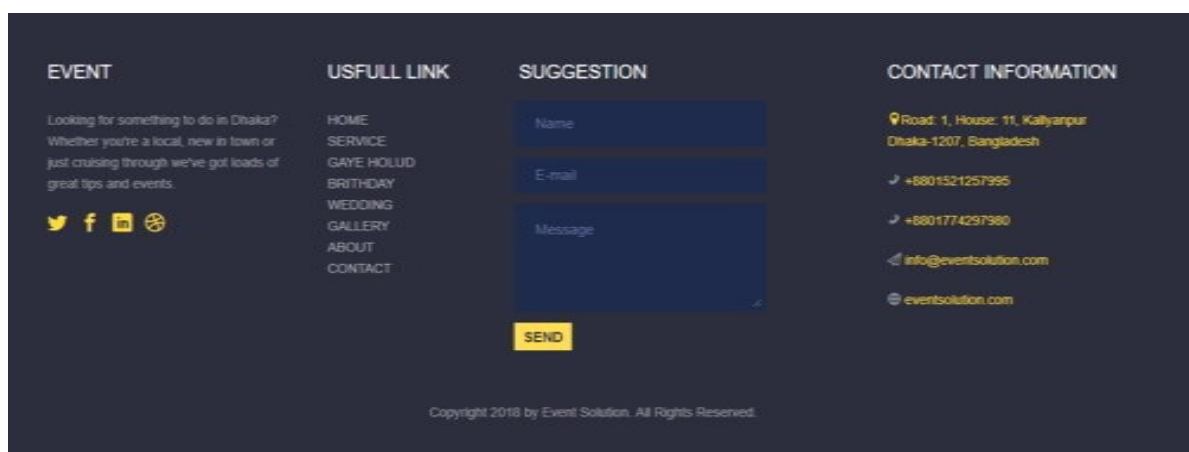 EVENT
Looking for something to do in Dhaka?
Whether you're a local, new in town or
just cruising through we've got loads of
great tips and events.
USFULL LINK
HOME
SERVICE
GAYE HOLUD
BRITHDAY
WEDDING
GALLERY
ABOUT
CONTACT
SUGGESTION
Name
E-mail
Message
SEND
CONTACT INFORMATION
Road: 1, House: 11, Kallyanpur
Dhaka-1207, Bangladesh
+8801521257995
+8801774297980
info@eventsolution.com
eventsolution.com
Copyright 2018 by Event Solution. All Rights Reserved.